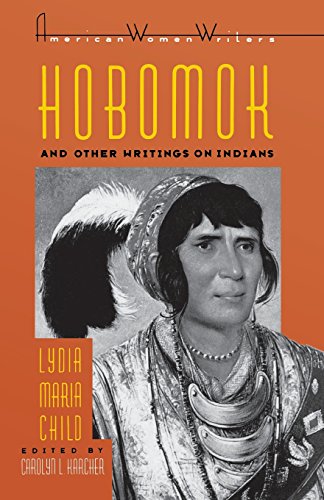 American Women Writers
HOBOMOK
AND OTHER WRITINGS ON INDIANS
LYDIA
MARIA
CHILD
EDITED BY
CAROLYN L. KARCHER